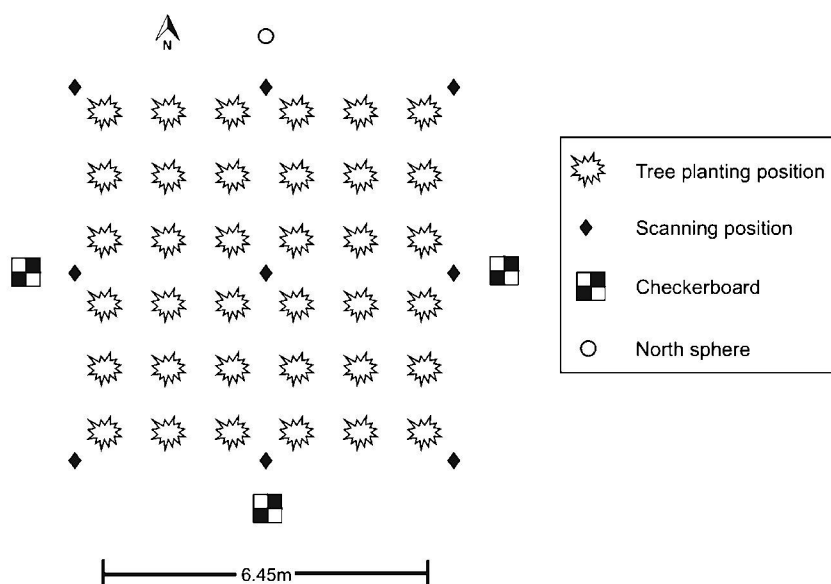 N
Tree planting position
Scanning position
Checkerboard
North sphere
6.45m